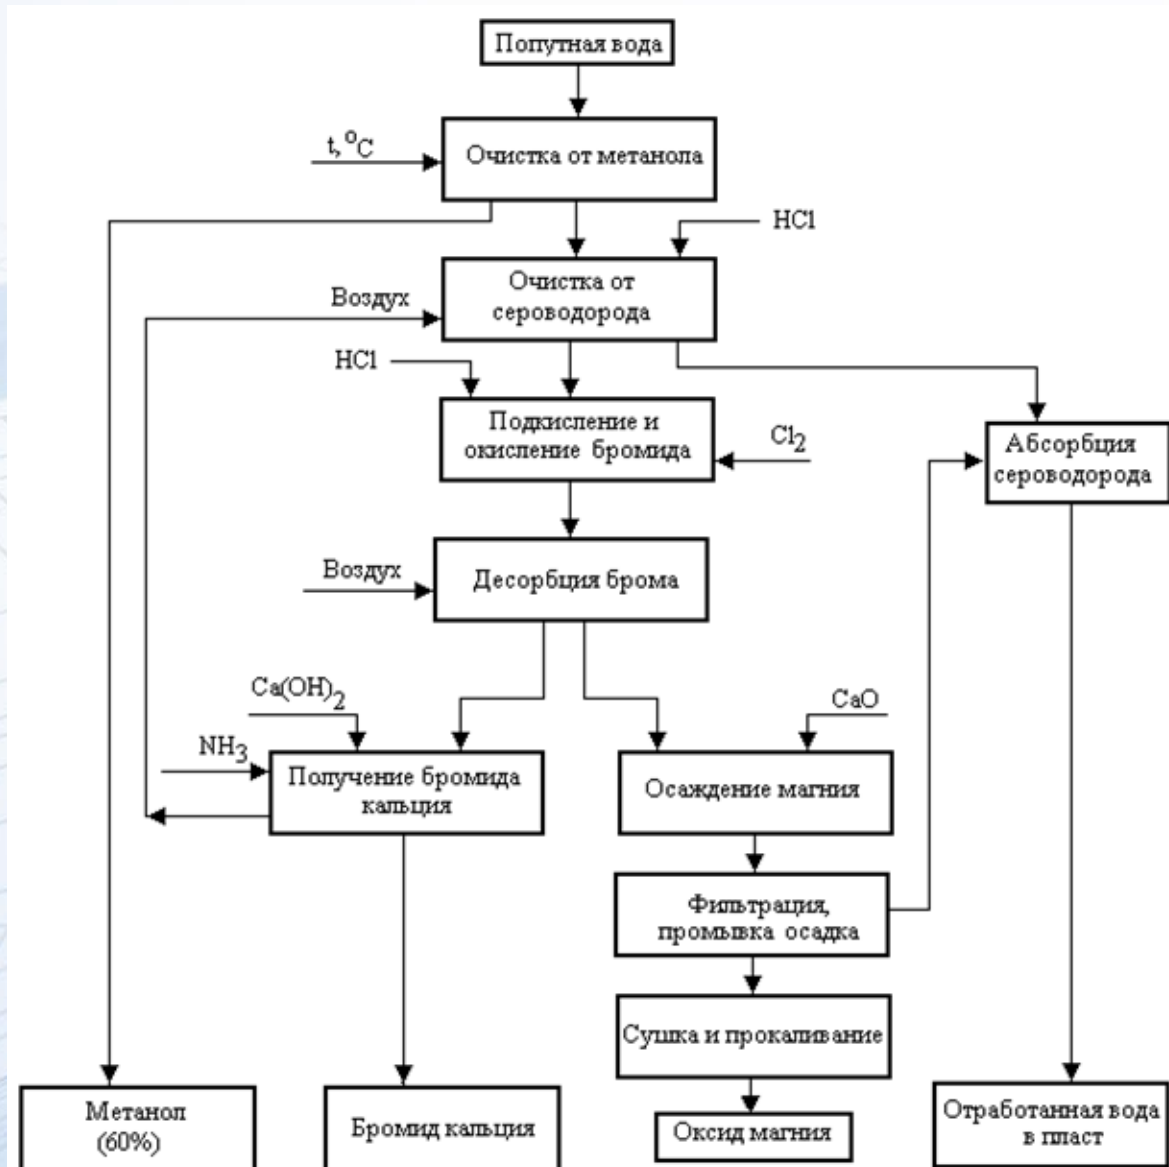 Попутная вода
t, °C
Очистка от метанола
HCl
Очистка от
сероводорода
Воздух
HCl
Подкисление и
окисление бромида
Cl2
Абсорбция
сероводорода
Воздух
Десорбция брома
Ca(OH)2
CaO
NH3
Получение бромида
кальция
Осаждение магния
Фильтрация,
промывка осадка
Сушка и прокаливание
Метанол
(60%)
Бромид кальция
Оксид магния
Отработанная вода
в пласт